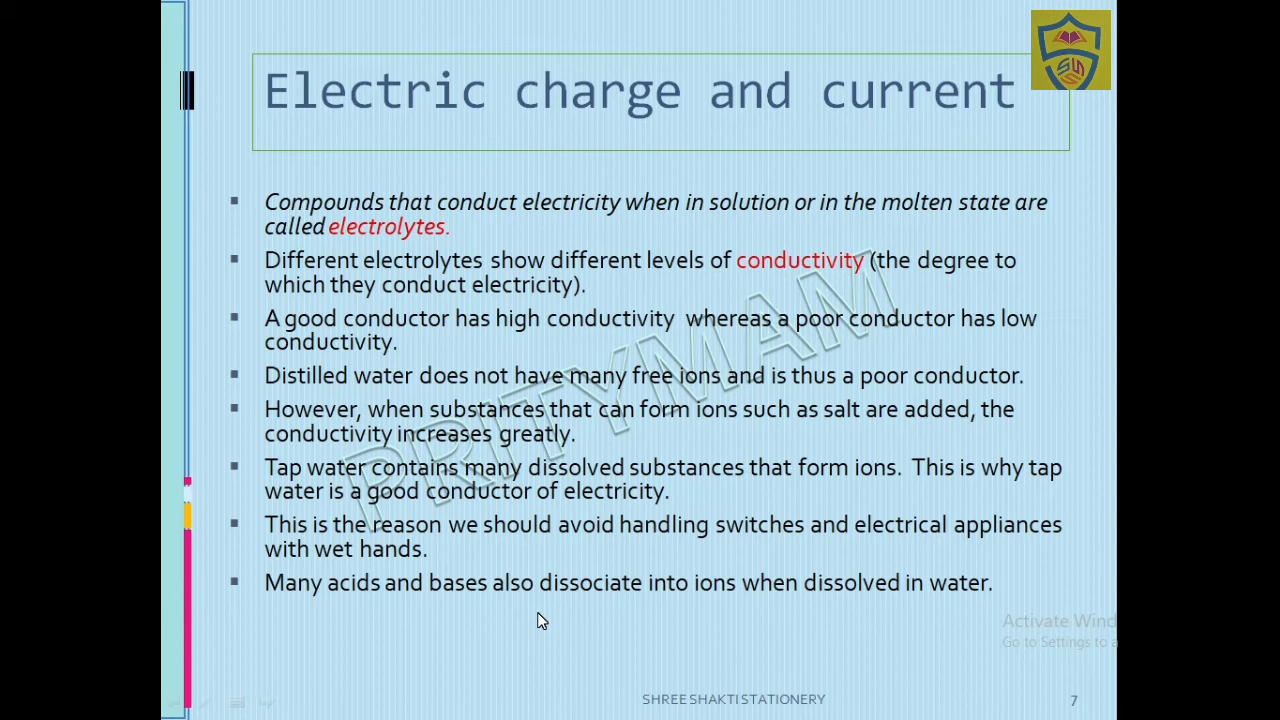 Electric charge and current
Compounds that conduct electricity when in solution or in the molten state are
called electrolytes.
Different electrolytes show different levels of conductivity (the degree to
which they conduct electricity).
A good conductor has high conductivity whereas a poor conductor has low
conductivity.
Distilled water does not have many free ions and is thus a poor conductor.
However, when substances that can form ions such as salt are added, the
conductivity increases greatly.
Tap water contains many dissolved substances that form ions. This is why tap
water is a good conductor of electricity.
This is the reason we should avoid handling switches and electrical appliances
with wet hands.
Many acids and bases also dissociate into ions when dissolved in water.
PRITYMAM
Activate Wind
Go to Settings to a
SHREE SHAKTI STATIONERY
7